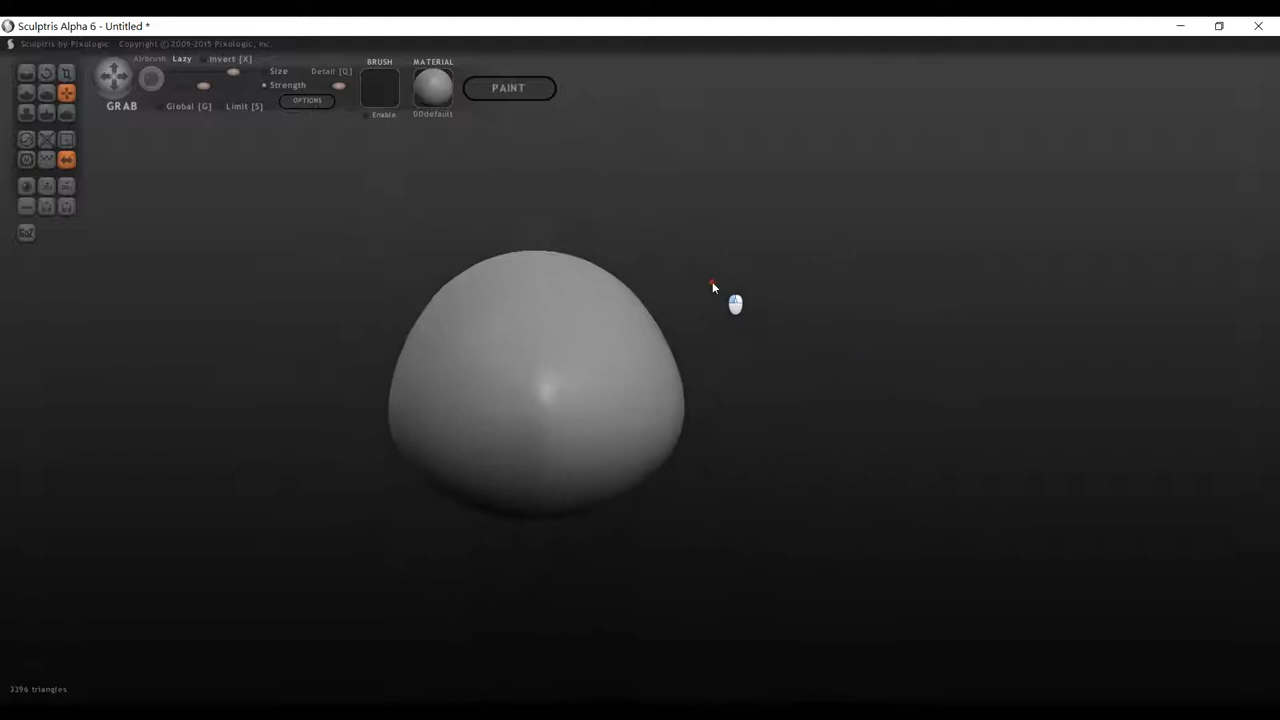 Sculptris Alpha 6 - Untitled *
Sculptris by Pixologic Copyright © 2009-2015 Pixologic, Inc.
Airbrush Lazy Invert [X]
Size Detail [Q]
Strength
GRAB Global [G] Limit [S] OPTIONS
BRUSH
Enable
MATERIAL
00default
PAINT
3396 triangles